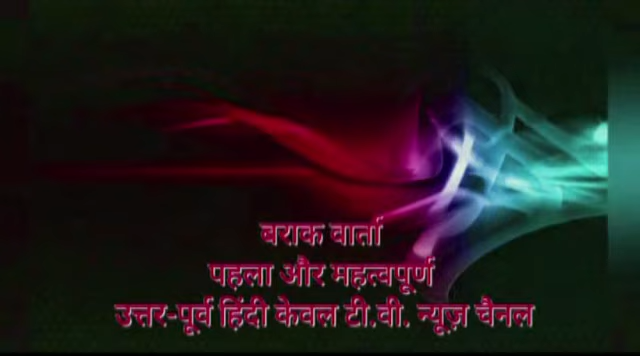 बराक वार्ता
पहला और महत्वपूर्ण
उत्तर-पूर्व हिंदी केवल टी.वी. न्यूज़ चैनल